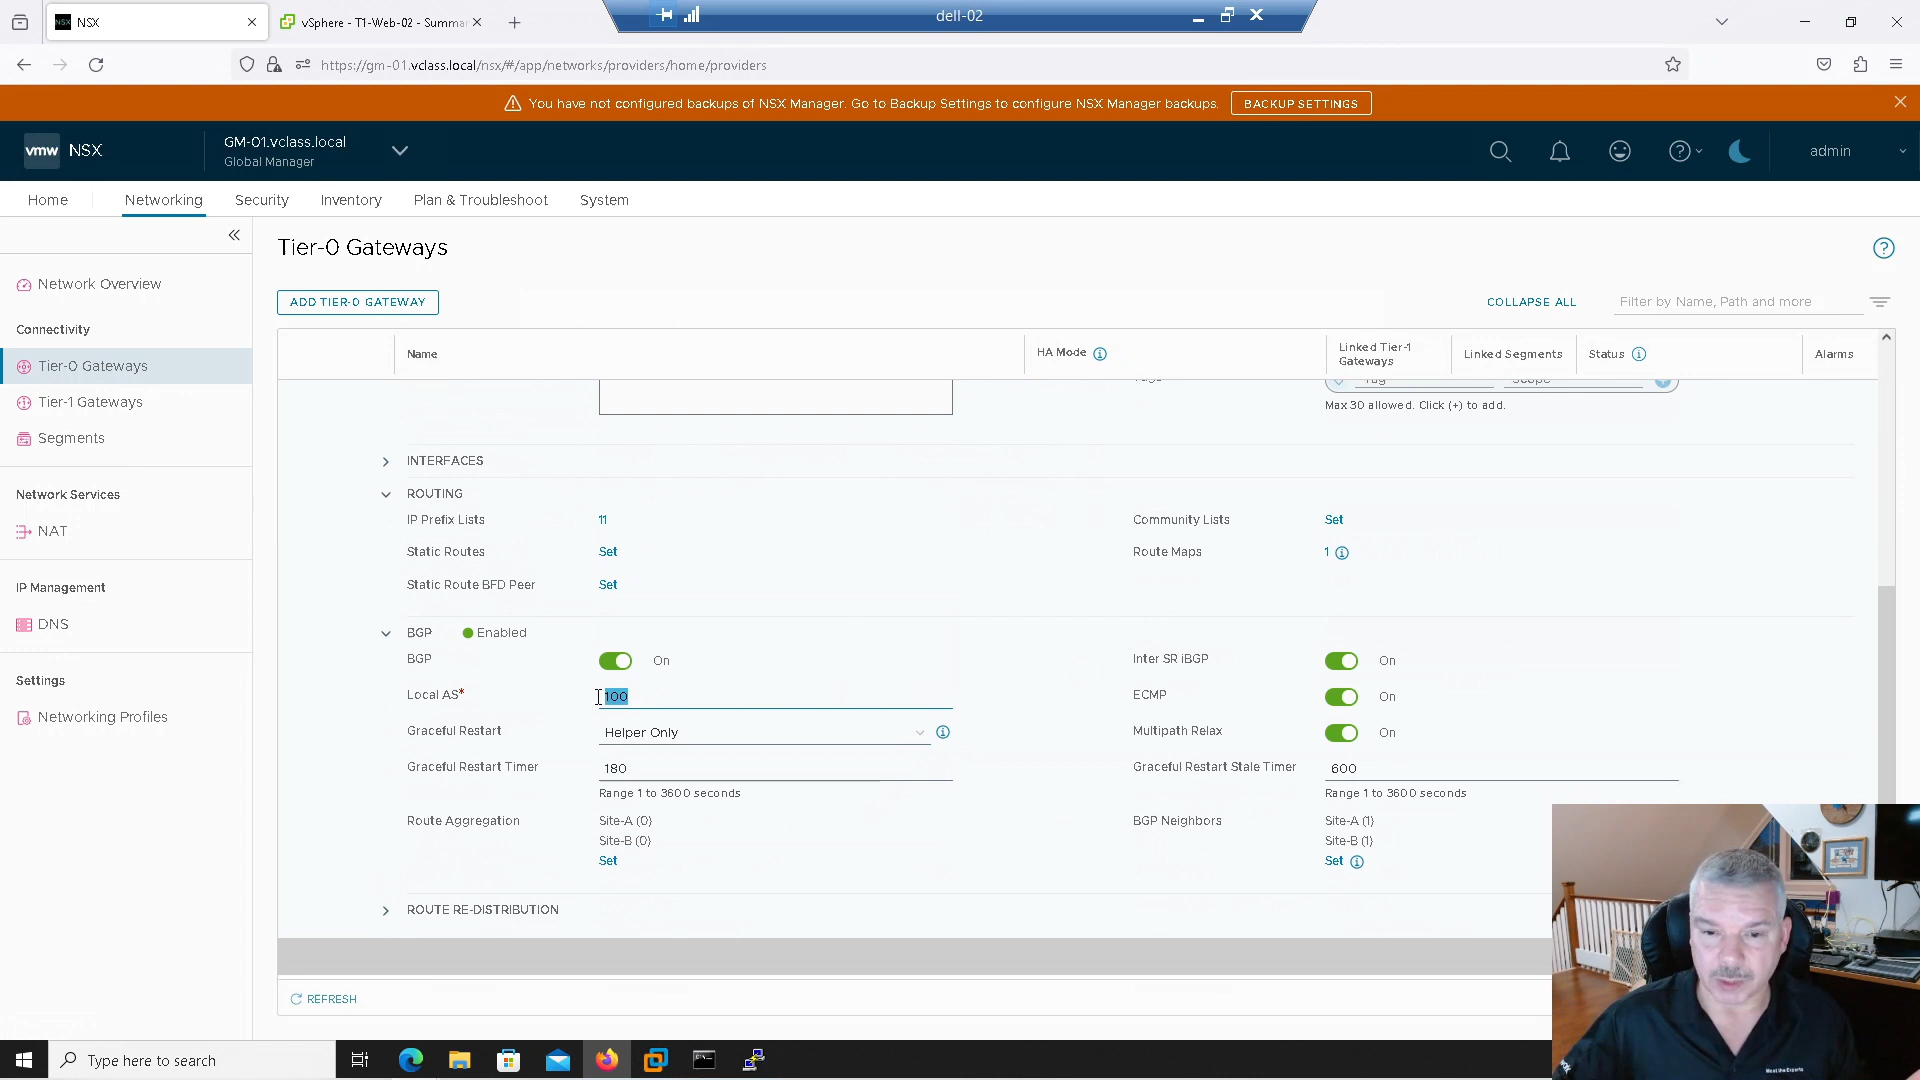 NSX
vSphere - T1-Web-02 - Summar
dell-02
https://gm-01.vclass.local/nsx/#/app/networks/providers/home/providers
You have not configured backups of NSX Manager. Go to Backup Settings to configure NSX Manager backups.
BACKUP SETTINGS
vmw NSX
GM-01.vclass.local
Global Manager
admin
Home
Networking
Security
Inventory
Plan & Troubleshoot
System
Tier-0 Gateways
Network Overview
Connectivity
Tier-0 Gateways
Tier-1 Gateways
Segments
Network Services
NAT
IP Management
DNS
Settings
Networking Profiles
ADD TIER-0 GATEWAY
COLLAPSE ALL
Filter by Name, Path and more
Name
HA Mode
Linked Tier-1
Gateways
Linked Segments
Status
Alarms
Max 30 allowed. Click (+) to add.
INTERFACES
ROUTING
IP Prefix Lists 11
Community Lists Set
Static Routes Set
Route Maps 1
Static Route BFD Peer Set
BGP Enabled
BGP On
Inter SR iBGP On
Local AS* 100
ECMP On
Graceful Restart Helper Only
Multipath Relax On
Graceful Restart Timer 180
Range 1 to 3600 seconds
Graceful Restart Stale Timer 600
Range 1 to 3600 seconds
Route Aggregation Site-A (0)
Site-B (0)
Set
BGP Neighbors Site-A (1)
Site-B (1)
Set
ROUTE RE-DISTRIBUTION
REFRESH
Type here to search